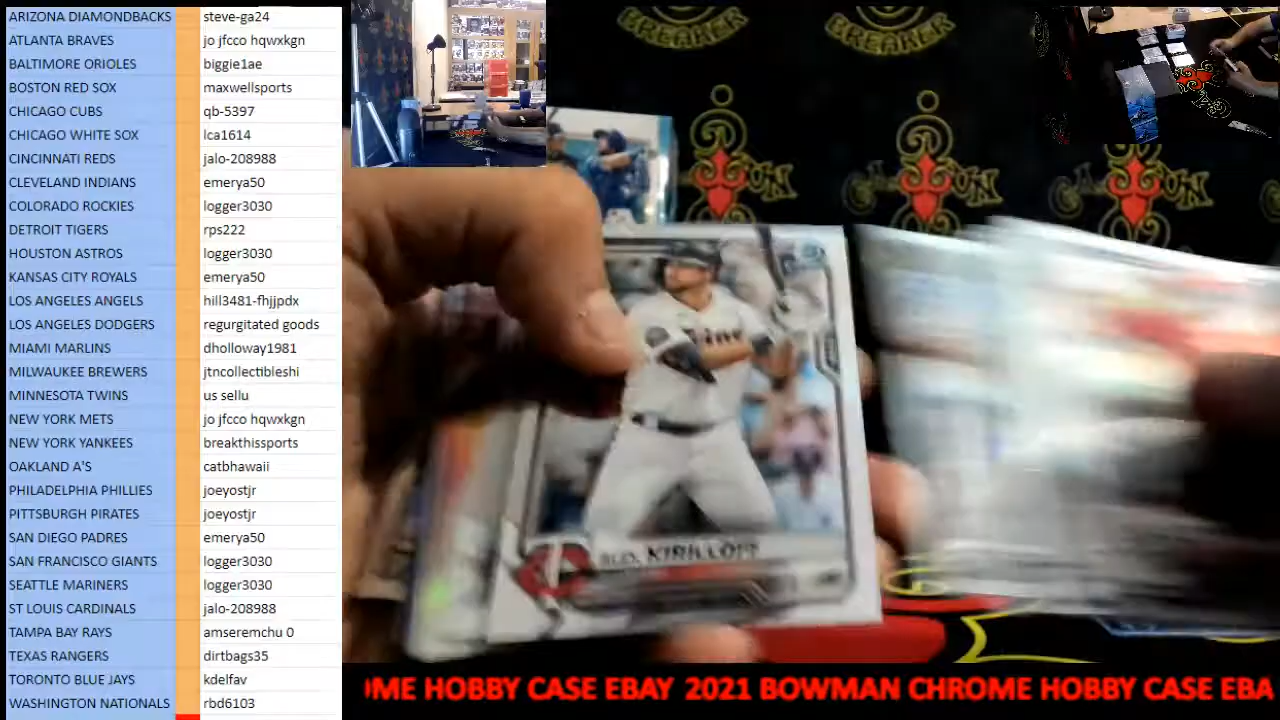 ARIZONA DIAMONDBACKS steve-ga24
ATLANTA BRAVES jo jfcco hqwxkgn
BALTIMORE ORIOLES biggie1ae
BOSTON RED SOX maxwellsports
CHICAGO CUBS qb-5397
CHICAGO WHITE SOX lca1614
CINCINNATI REDS jalo-208988
CLEVELAND INDIANS emerya50
COLORADO ROCKIES logger3030
DETROIT TIGERS rps222
HOUSTON ASTROS logger3030
KANSAS CITY ROYALS emerya50
LOS ANGELES ANGELS hill3481-fhjjpdx
LOS ANGELES DODGERS regurgitated goods
MIAMI MARLINS dholloway1981
MILWAUKEE BREWERS jtncollectibleshi
MINNESOTA TWINS us sellu
NEW YORK METS jo jfcco hqwxkgn
NEW YORK YANKEES breakthissports
OAKLAND A'S catbhawaii
PHILADELPHIA PHILLIES joeyostjr
PITTSBURGH PIRATES joeyostjr
SAN DIEGO PADRES emerya50
SAN FRANCISCO GIANTS logger3030
SEATTLE MARINERS logger3030
ST LOUIS CARDINALS jalo-208988
TAMPA BAY RAYS amseremchu 0
TEXAS RANGERS dirtbags35
TORONTO BLUE JAYS kdelfav
WASHINGTON NATIONALS rbd6103
BREAKER
BREAKER
KIRILLOFF
OME HOBBY CASE EBAY 2021 BOWMAN CHROME HOBBY CASE EBA